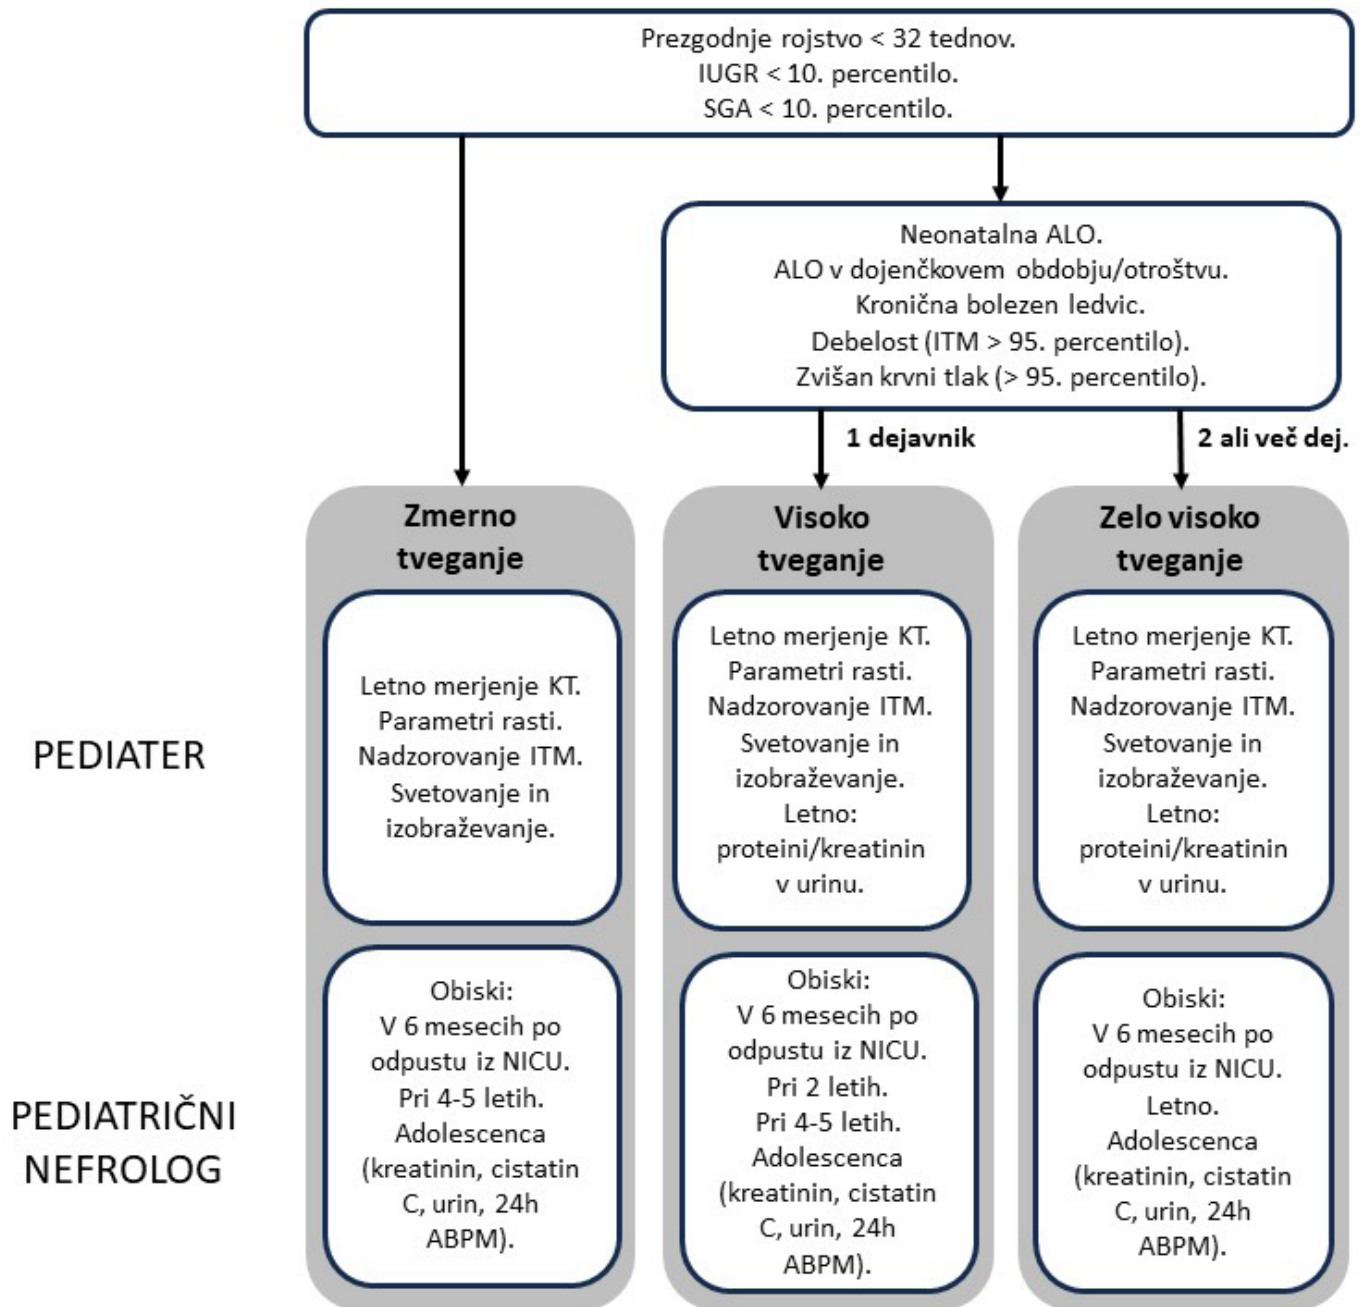 Prezgodnje rojstvo < 32 tednov.
IUGR < 10. percentilo.
SGA < 10. percentilo.
Neonatalna ALO.
ALO v dojenčkovem obdobju/otroštvu.
Kronična bolezen ledvic.
Debelost (ITM > 95. percentilo).
Zvišan krvni tlak (> 95. percentilo).
1 dejavnik
2 ali več dej.
Zmerno
tveganje
Visoko
tveganje
Zelo visoko
tveganje
PEDIATER
Letno merjenje KT.
Parametri rasti.
Nadzorovanje ITM.
Svetovanje in
izobraževanje.
Letno merjenje KT.
Parametri rasti.
Nadzorovanje ITM.
Svetovanje in
izobraževanje.
Letno:
proteini/kreatinin
v urinu.
Letno merjenje KT.
Parametri rasti.
Nadzorovanje ITM.
Svetovanje in
izobraževanje.
Letno:
proteini/kreatinin
v urinu.
PEDIATRIČNI
NEFROLOG
Obiski:
V 6 mesecih po
odpustu iz NICU.
Pri 4-5 letih.
Adolescenca
(kreatinin, cistatin
C, urin, 24h
ABPM).
Obiski:
V 6 mesecih po
odpustu iz NICU.
Pri 2 letih.
Pri 4-5 letih.
Adolescenca
(kreatinin, cistatin
C, urin, 24h
ABPM).
Obiski:
V 6 mesecih po
odpustu iz NICU.
Letno.
Adolescenca
(kreatinin, cistatin
C, urin, 24h
ABPM).